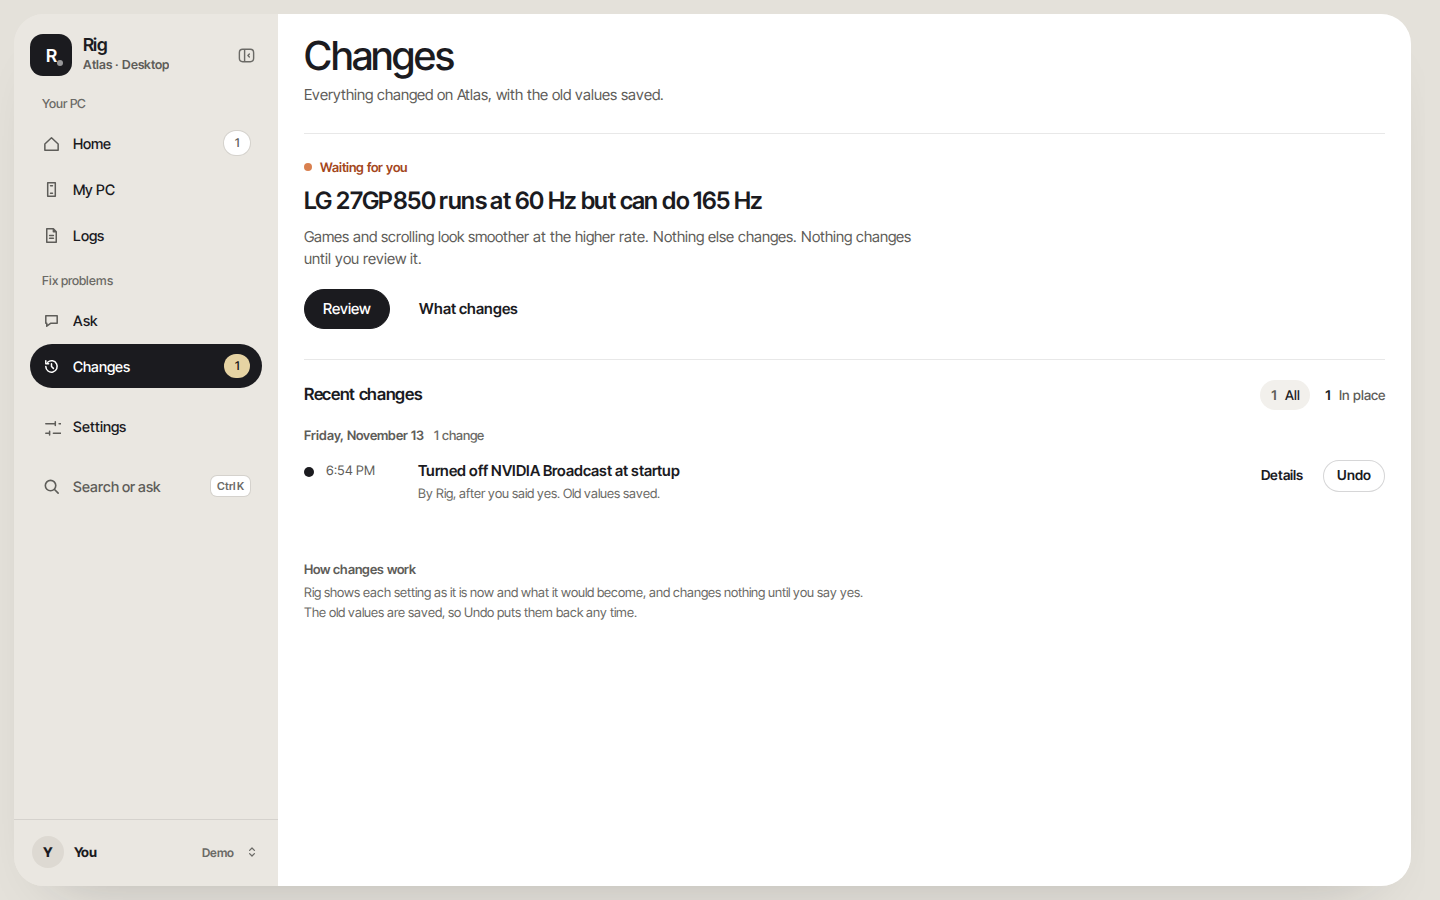 R
Rig
Atlas · Desktop
Your PC
Home 1
My PC
Logs
Fix problems
Ask
Changes 1
Settings
Search or ask Ctrl K
Y You Demo
Changes
Everything changed on Atlas, with the old values saved.
Waiting for you
LG 27GP850 runs at 60 Hz but can do 165 Hz
Games and scrolling look smoother at the higher rate. Nothing else changes. Nothing changes
until you review it.
Review What changes
Recent changes 1 All 1 In place
Friday, November 13 1 change
6:54 PM Turned off NVIDIA Broadcast at startup Details Undo
By Rig, after you said yes. Old values saved.
How changes work
Rig shows each setting as it is now and what it would become, and changes nothing until you say yes.
The old values are saved, so Undo puts them back any time.